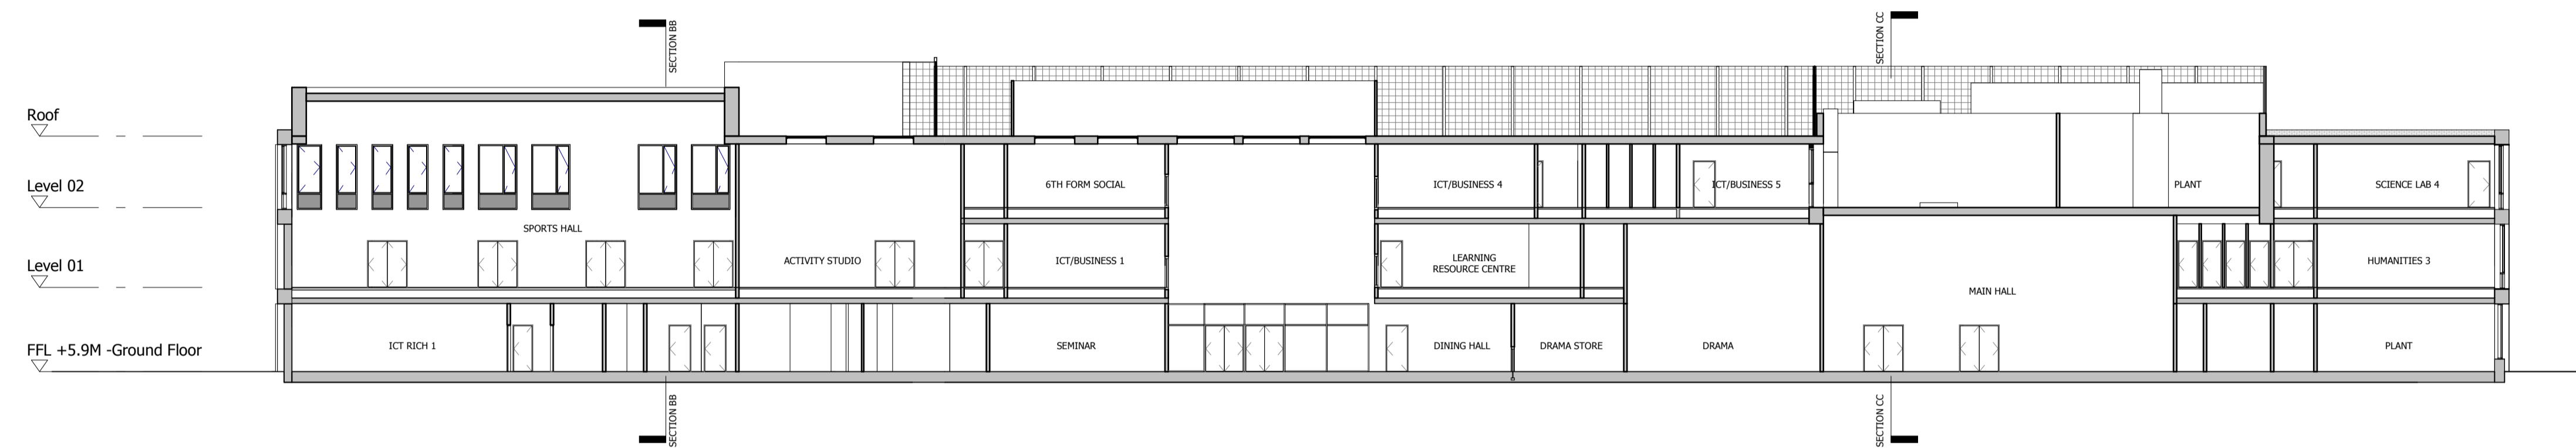 SECTION BB
SECTION CC
Roof
Level 02
6TH FORM SOCIAL
ICT/BUSINESS 4
ICT/BUSINESS 5
PLANT
SCIENCE LAB 4
SPORTS HALL
Level 01
ACTIVITY STUDIO
ICT/BUSINESS 1
LEARNING
RESOURCE CENTRE
HUMANITIES 3
MAIN HALL
FFL +5.9M -Ground Floor
ICT RICH 1
SEMINAR
DINING HALL
DRAMA STORE
DRAMA
PLANT
SECTION BB
SECTION CC